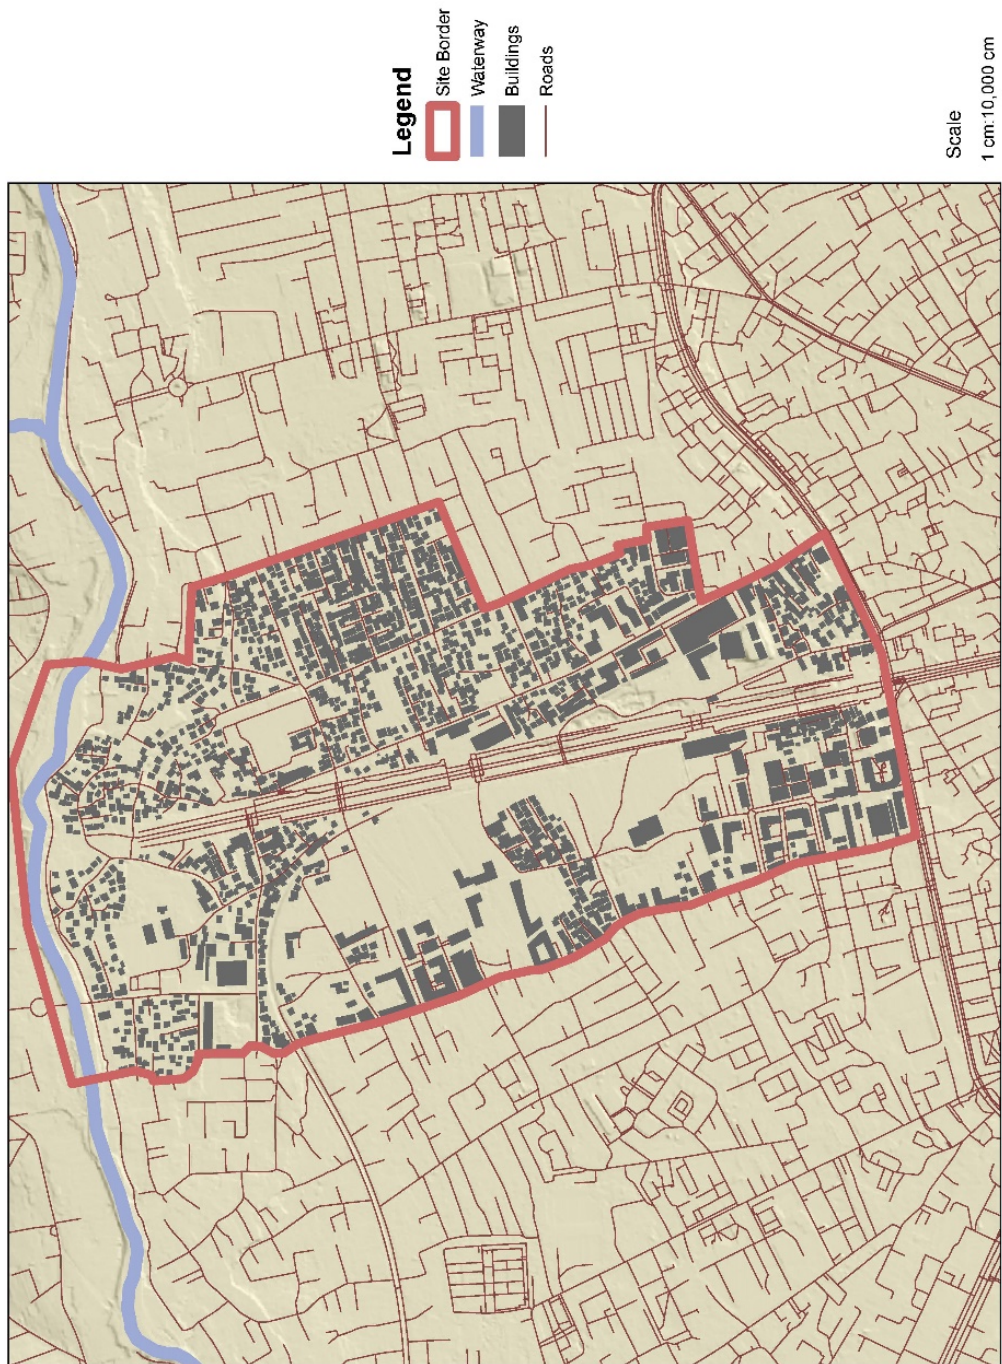 Legend
Site Border
Waterway
Buildings
Roads
Scale
1 cm:10,000 cm